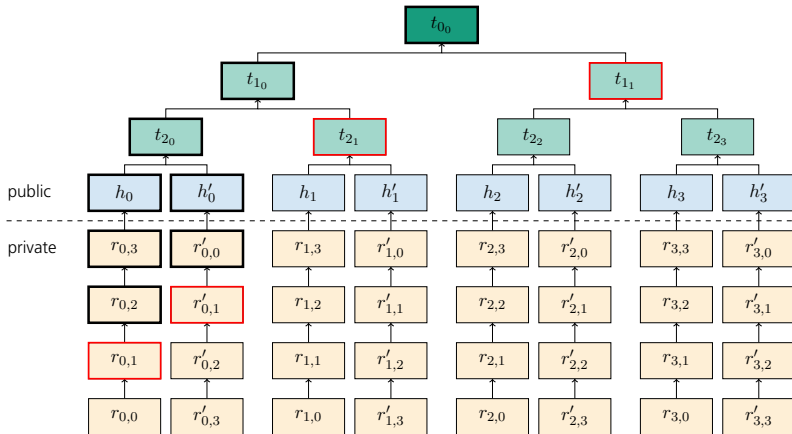 t_{0_0}
t_{1_0} t_{1_1}
t_{2_0} t_{2_1} t_{2_2} t_{2_3}
public h_0 h'_0 h_1 h'_1 h_2 h'_2 h_3 h'_3
private r_{0,3} r'_{0,0} r_{1,3} r'_{1,0} r_{2,3} r'_{2,0} r_{3,3} r'_{3,0}
r_{0,2} r'_{0,1} r_{1,2} r'_{1,1} r_{2,2} r'_{2,1} r_{3,2} r'_{3,1}
r_{0,1} r'_{0,2} r_{1,1} r'_{1,2} r_{2,1} r'_{2,2} r_{3,1} r'_{3,2}
r_{0,0} r'_{0,3} r_{1,0} r'_{1,3} r_{2,0} r'_{2,3} r_{3,0} r'_{3,3}